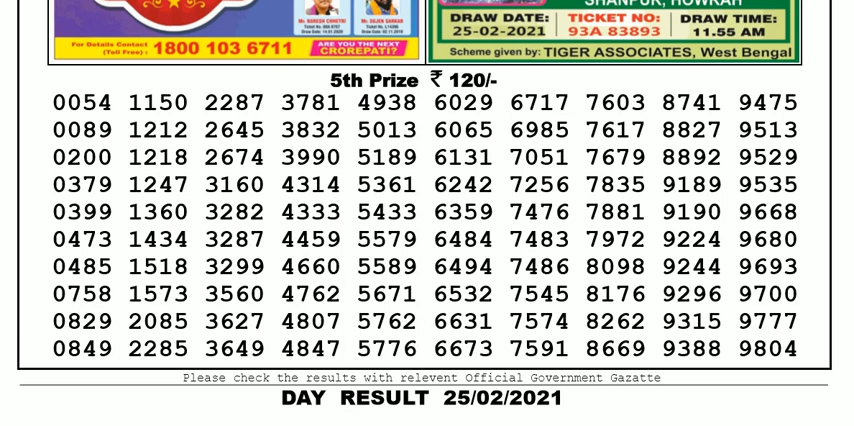 SHANPUR, HOWRAH
DRAW DATE: TICKET NO: DRAW TIME:
25-02-2021 93A 83893 11.55 AM
Mr. NARESH CHHETRI
For Details Contact
(Toll Free) : 1800 103 6711
ARE YOU THE NEXT
CROREPATI?
Scheme given by: TIGER ASSOCIATES, West Bengal
5th Prize ₹ 120/-
0054 1150 2287 3781 4938 6029 6717 7603 8741 9475
0089 1212 2645 3832 5013 6065 6985 7617 8827 9513
0200 1218 2674 3990 5189 6131 7051 7679 8892 9529
0379 1247 3160 4314 5361 6242 7256 7835 9189 9535
0399 1360 3282 4333 5433 6359 7476 7881 9190 9668
0473 1434 3287 4459 5579 6484 7483 7972 9224 9680
0485 1518 3299 4660 5589 6494 7486 8098 9244 9693
0758 1573 3560 4762 5671 6532 7545 8176 9296 9700
0829 2085 3627 4807 5762 6631 7574 8262 9315 9777
0849 2285 3649 4847 5776 6673 7591 8669 9388 9804
Please check the results with relevent Official Government Gazatte
DAY RESULT 25/02/2021